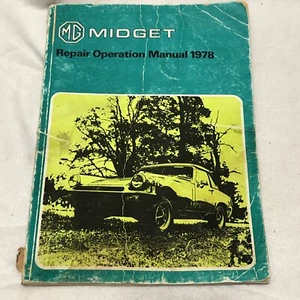 MG MIDGET
Repair Operation Manual 1978